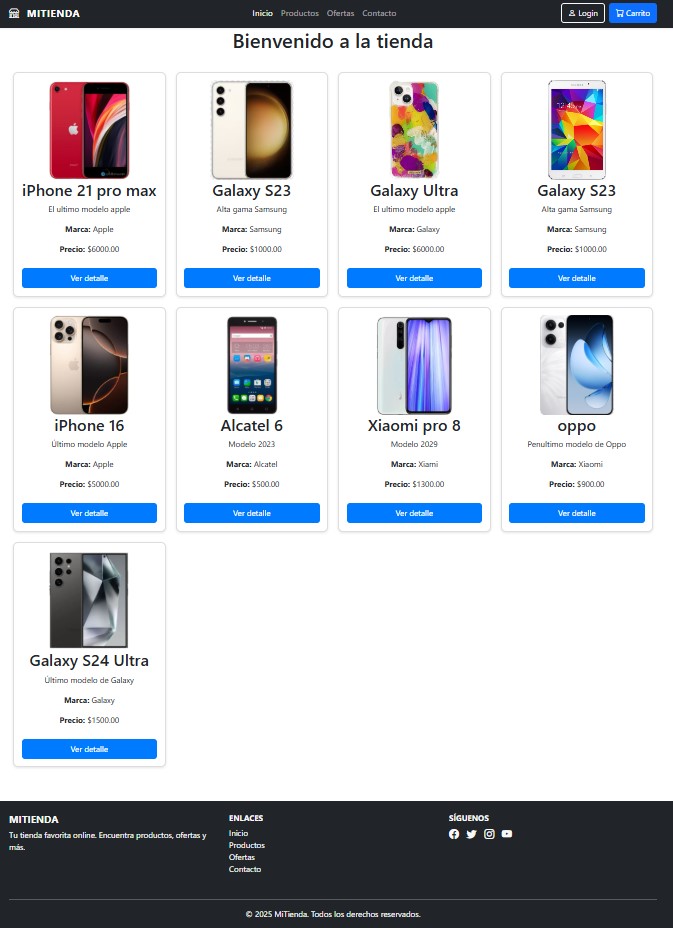 MITIENDA
Inicio Productos Ofertas Contacto
Login Carrito
Bienvenido a la tienda
iPhone 21 pro max
El ultimo modelo apple
Marca: Apple
Precio: $6000.00
Ver detalle
Galaxy S23
Alta gama Samsung
Marca: Samsung
Precio: $1000.00
Ver detalle
Galaxy Ultra
El ultimo modelo apple
Marca: Galaxy
Precio: $6000.00
Ver detalle
Galaxy S23
Alta gama Samsung
Marca: Samsung
Precio: $1000.00
Ver detalle
iPhone 16
Último modelo Apple
Marca: Apple
Precio: $5000.00
Ver detalle
Alcatel 6
Modelo 2023
Marca: Alcatel
Precio: $500.00
Ver detalle
Xiaomi pro 8
Modelo 2029
Marca: Xiami
Precio: $1300.00
Ver detalle
oppo
Penultimo modelo de Oppo
Marca: Xiaomi
Precio: $900.00
Ver detalle
Galaxy S24 Ultra
Último modelo de Galaxy
Marca: Galaxy
Precio: $1500.00
Ver detalle
MITIENDA
Tu tienda favorita online. Encuentra productos, ofertas y
más.
ENLACES
Inicio
Productos
Ofertas
Contacto
SÍGUENOS
© 2025 MiTienda. Todos los derechos reservados.